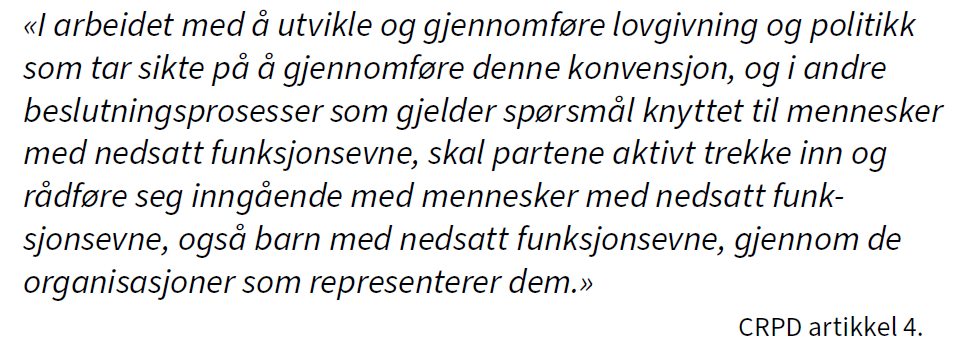 «I arbeidet med å utvikle og gjennomføre lovgivning og politikk
som tar sikte på å gjennomføre denne konvensjon, og i andre
beslutningsprosesser som gjelder spørsmål knyttet til mennesker
med nedsatt funksjonsevne, skal partene aktivt trekke inn og
rådføre seg inngående med mennesker med nedsatt funk-
sjonsevne, også barn med nedsatt funksjonsevne, gjennom de
organisasjoner som representerer dem.»
CRPD artikkel 4.